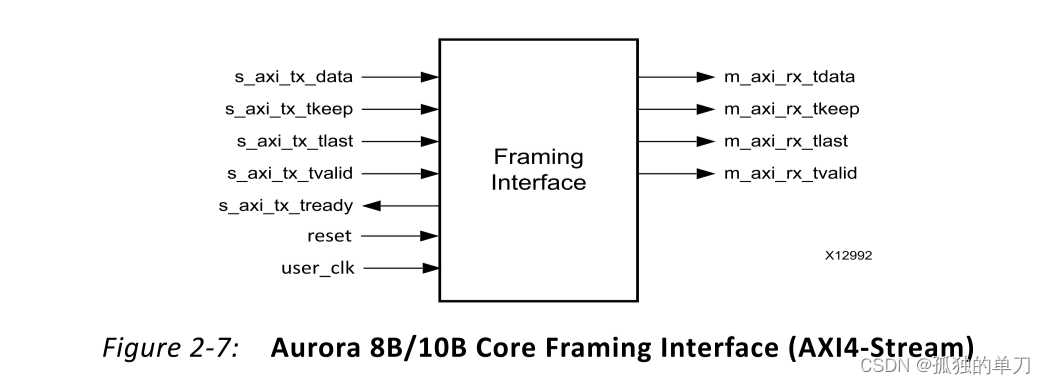 s_axi_tx_data
s_axi_tx_tkeep
s_axi_tx_tlast
s_axi_tx_tvalid
s_axi_tx_tready
reset
user_clk
Framing
Interface
m_axi_rx_tdata
m_axi_rx_tkeep
m_axi_rx_tlast
m_axi_rx_tvalid
X12992
Figure 2-7: Aurora 8B/10B Core Framing Interface (AXI4-Stream)
CSDN @孤独的单刀